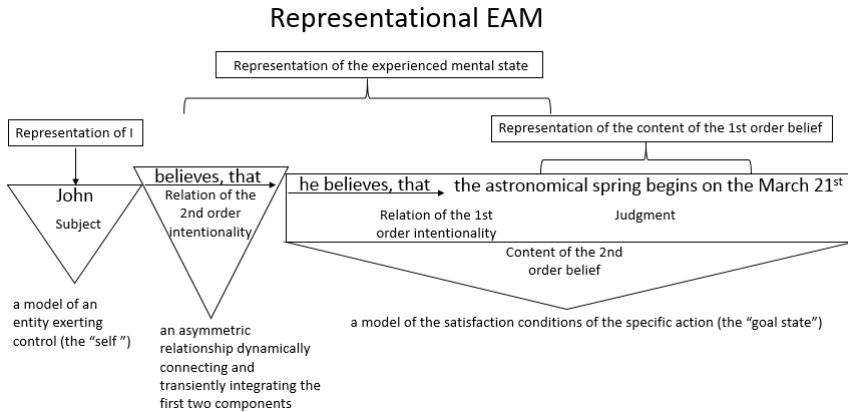 Representational EAM
Representation of the experienced mental state
Representation of I
Representation of the content of the 1st order belief
John
believes, that
he believes, that
the astronomical spring begins on the March 21st
Subject
Relation of the
2nd order
intentionality
Relation of the 1st
order intentionality
Judgment
Content of the 2nd
order belief
a model of an
entity exerting
control (the “self ”)
an asymmetric
relationship dynamically
connecting and
transiently integrating the
first two components
a model of the satisfaction conditions of the specific action (the “goal state”)